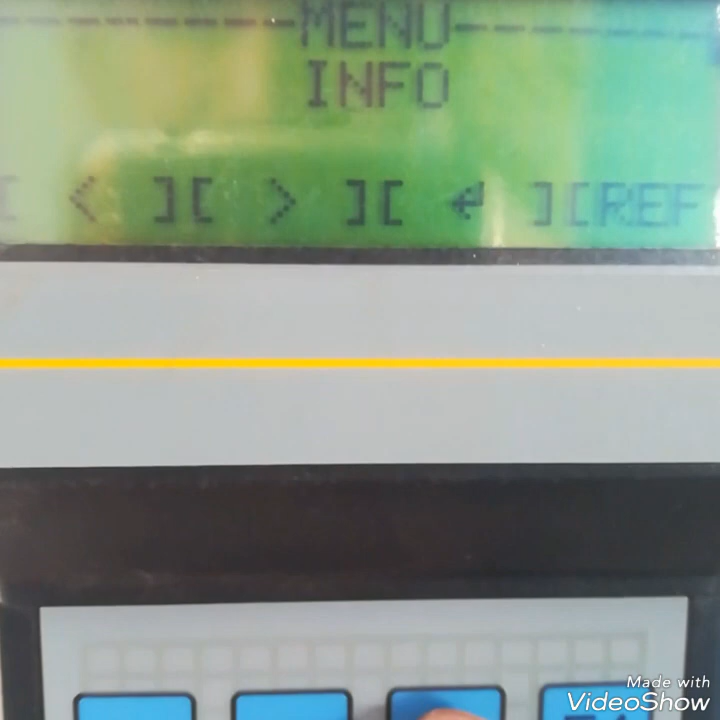 -----------MENU-----------
INFO
[ < ][ > ][ ↵ ][REF
Made with
VideoShow